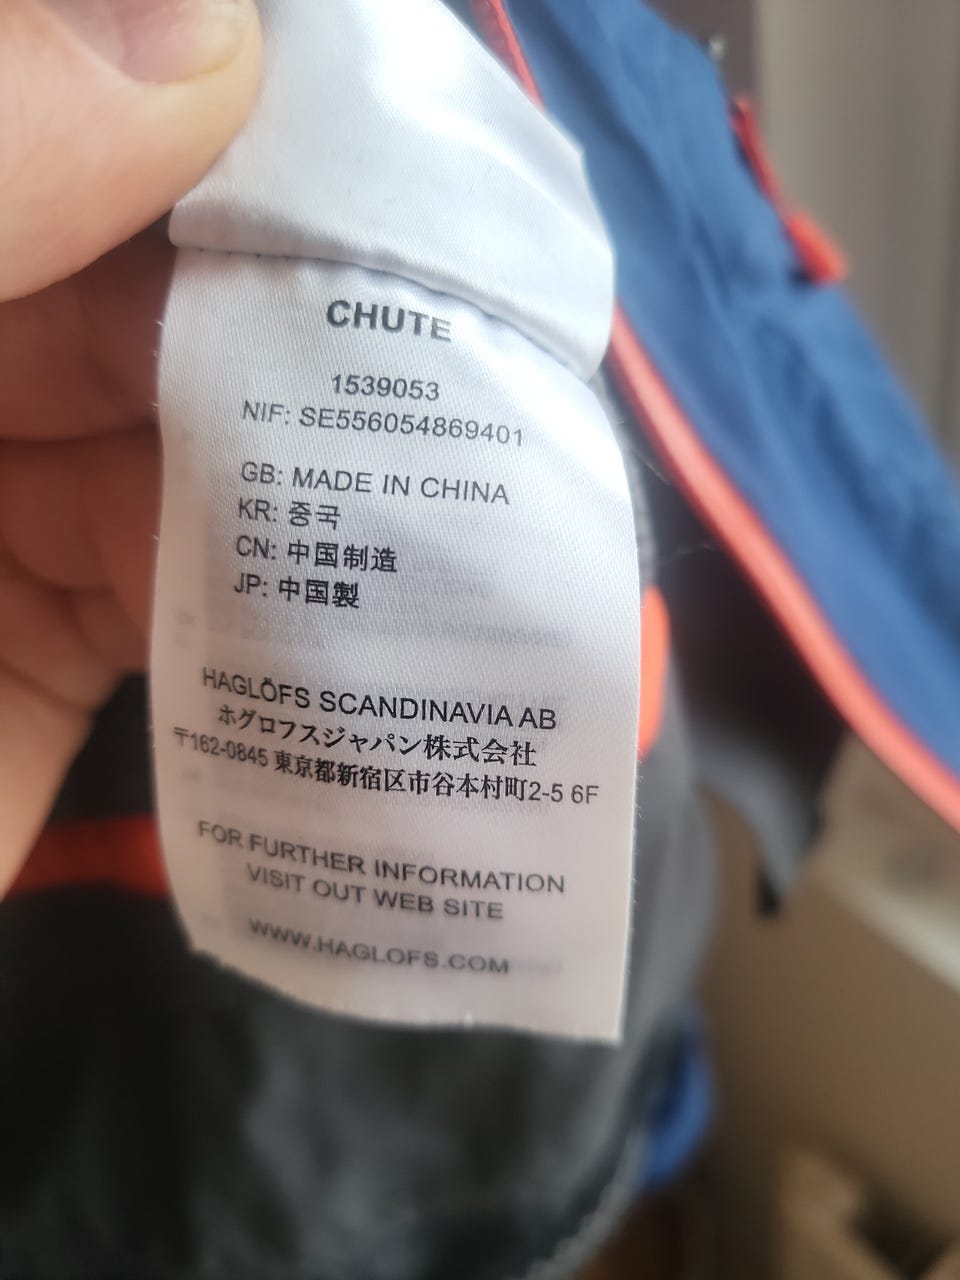 CHUTE
1539053
NIF: SE556054869401
GB: MADE IN CHINA
KR: 중국
CN: 中国制造
JP: 中国製
HAGLÖFS SCANDINAVIA AB
ホグロフスジャパン株式会社
〒162-0845 東京都新宿区市谷本村町2-5 6F
FOR FURTHER INFORMATION
VISIT OUT WEB SITE
WWW.HAGLOFS.COM